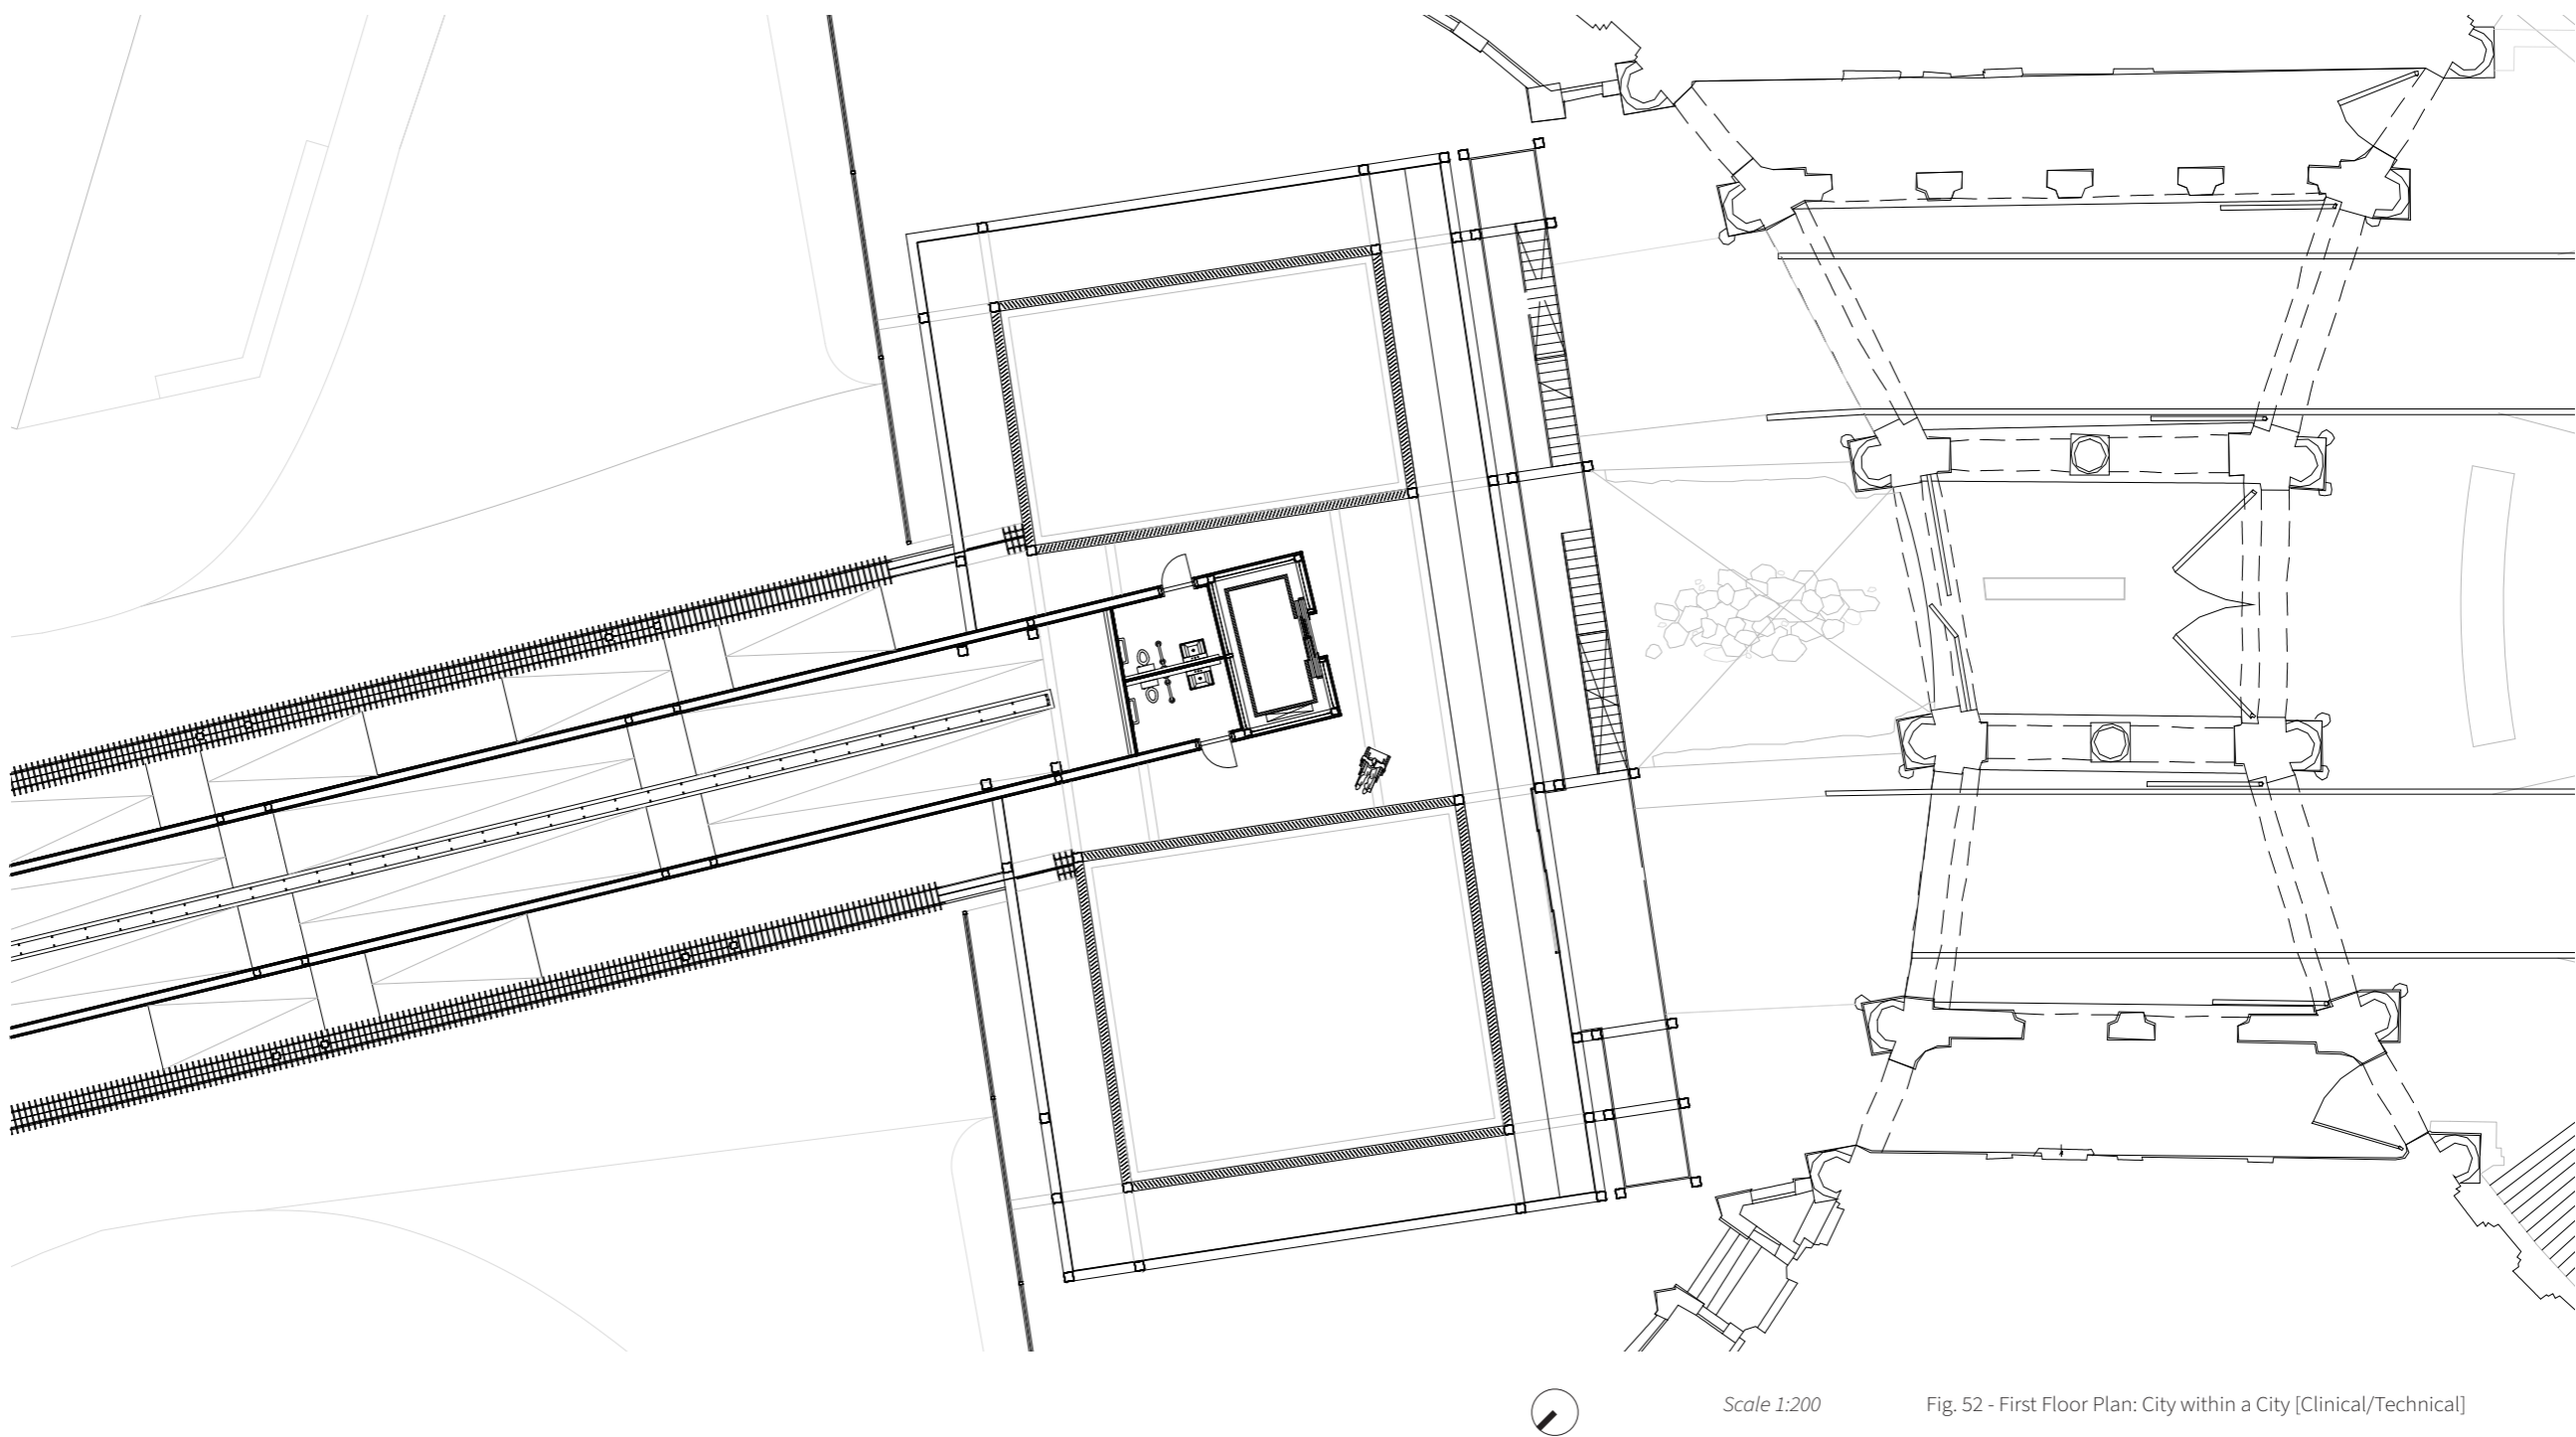 Scale 1:200
Fig. 52 - First Floor Plan: City within a City [Clinical/Technical]